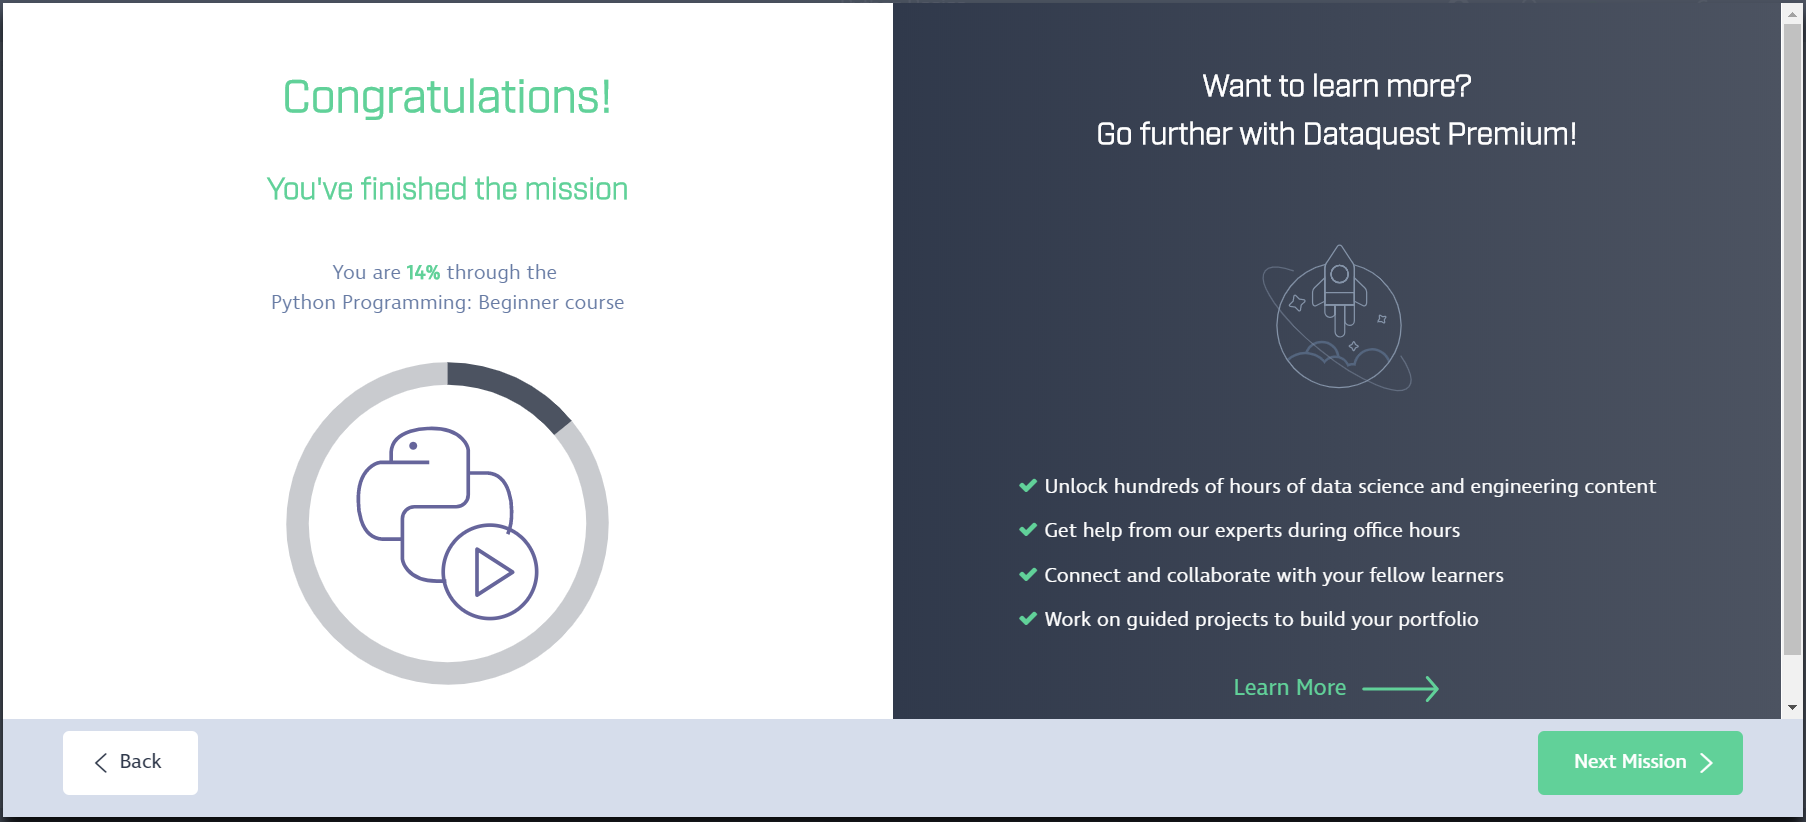 Congratulations!
You've finished the mission
You are 14% through the
Python Programming: Beginner course
Want to learn more?
Go further with Dataquest Premium!
Unlock hundreds of hours of data science and engineering content
Get help from our experts during office hours
Connect and collaborate with your fellow learners
Work on guided projects to build your portfolio
Learn More
Back
Next Mission